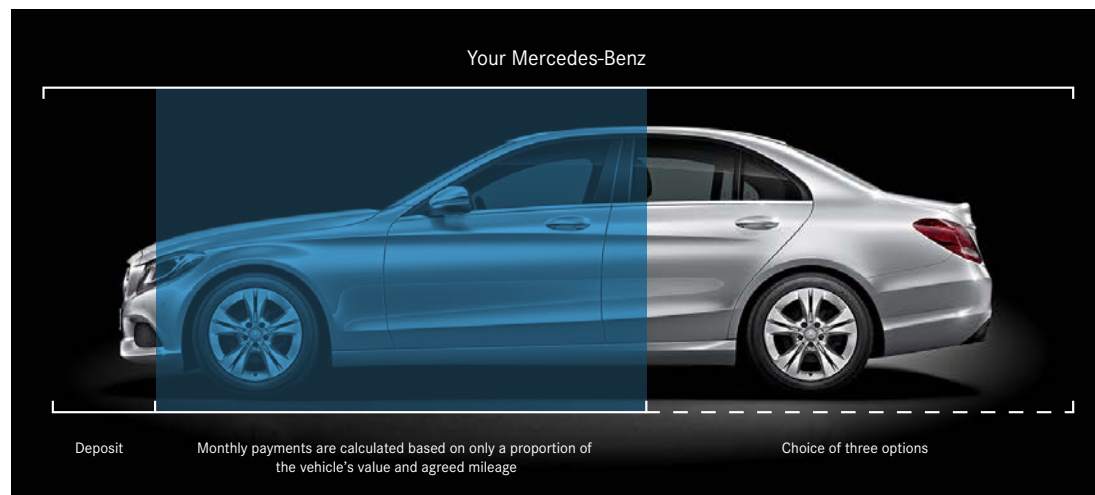 Your Mercedes-Benz
Deposit
Monthly payments are calculated based on only a proportion of
the vehicle's value and agreed mileage
Choice of three options